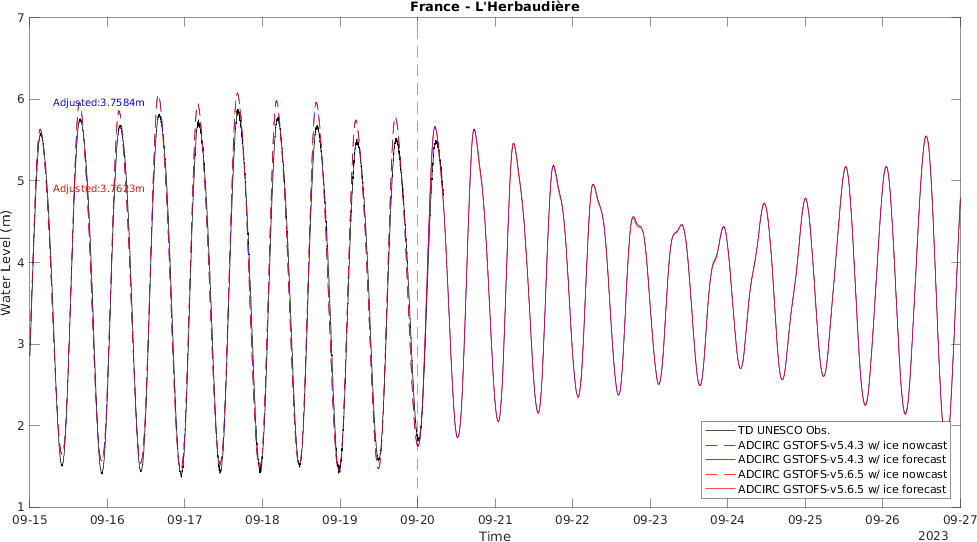 France - L'Herbaudière
7
6
5
4
3
2
1
Water Level (m)
Adjusted:3.7584m
Adjusted:3.7623m
TD UNESCO Obs.
ADCIRC GSTOFS-v5.4.3 w/ ice nowcast
ADCIRC GSTOFS-v5.4.3 w/ ice forecast
ADCIRC GSTOFS-v5.6.5 w/ ice nowcast
ADCIRC GSTOFS-v5.6.5 w/ ice forecast
09-15 09-16 09-17 09-18 09-19 09-20 09-21 09-22 09-23 09-24 09-25 09-26 09-27
Time
2023